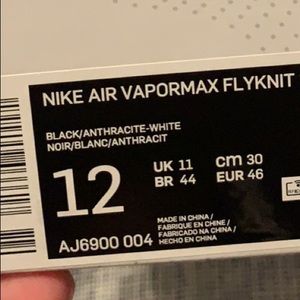 NIKE AIR VAPORMAX FLYKNIT
BLACK/ANTHRACITE-WHITE
NOIR/BLANC/ANTHRACIT
12
UK 11 cm 30
BR 44 EUR 46
AJ6900 004
MADE IN CHINA /
FABRIQUE EN CHINE /
FABRICADO NA CHINA /
HECHO EN CHINA